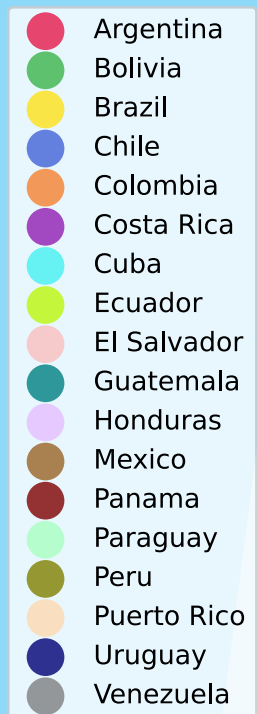 Argentina
Bolivia
Brazil
Chile
Colombia
Costa Rica
Cuba
Ecuador
El Salvador
Guatemala
Honduras
Mexico
Panama
Paraguay
Peru
Puerto Rico
Uruguay
Venezuela